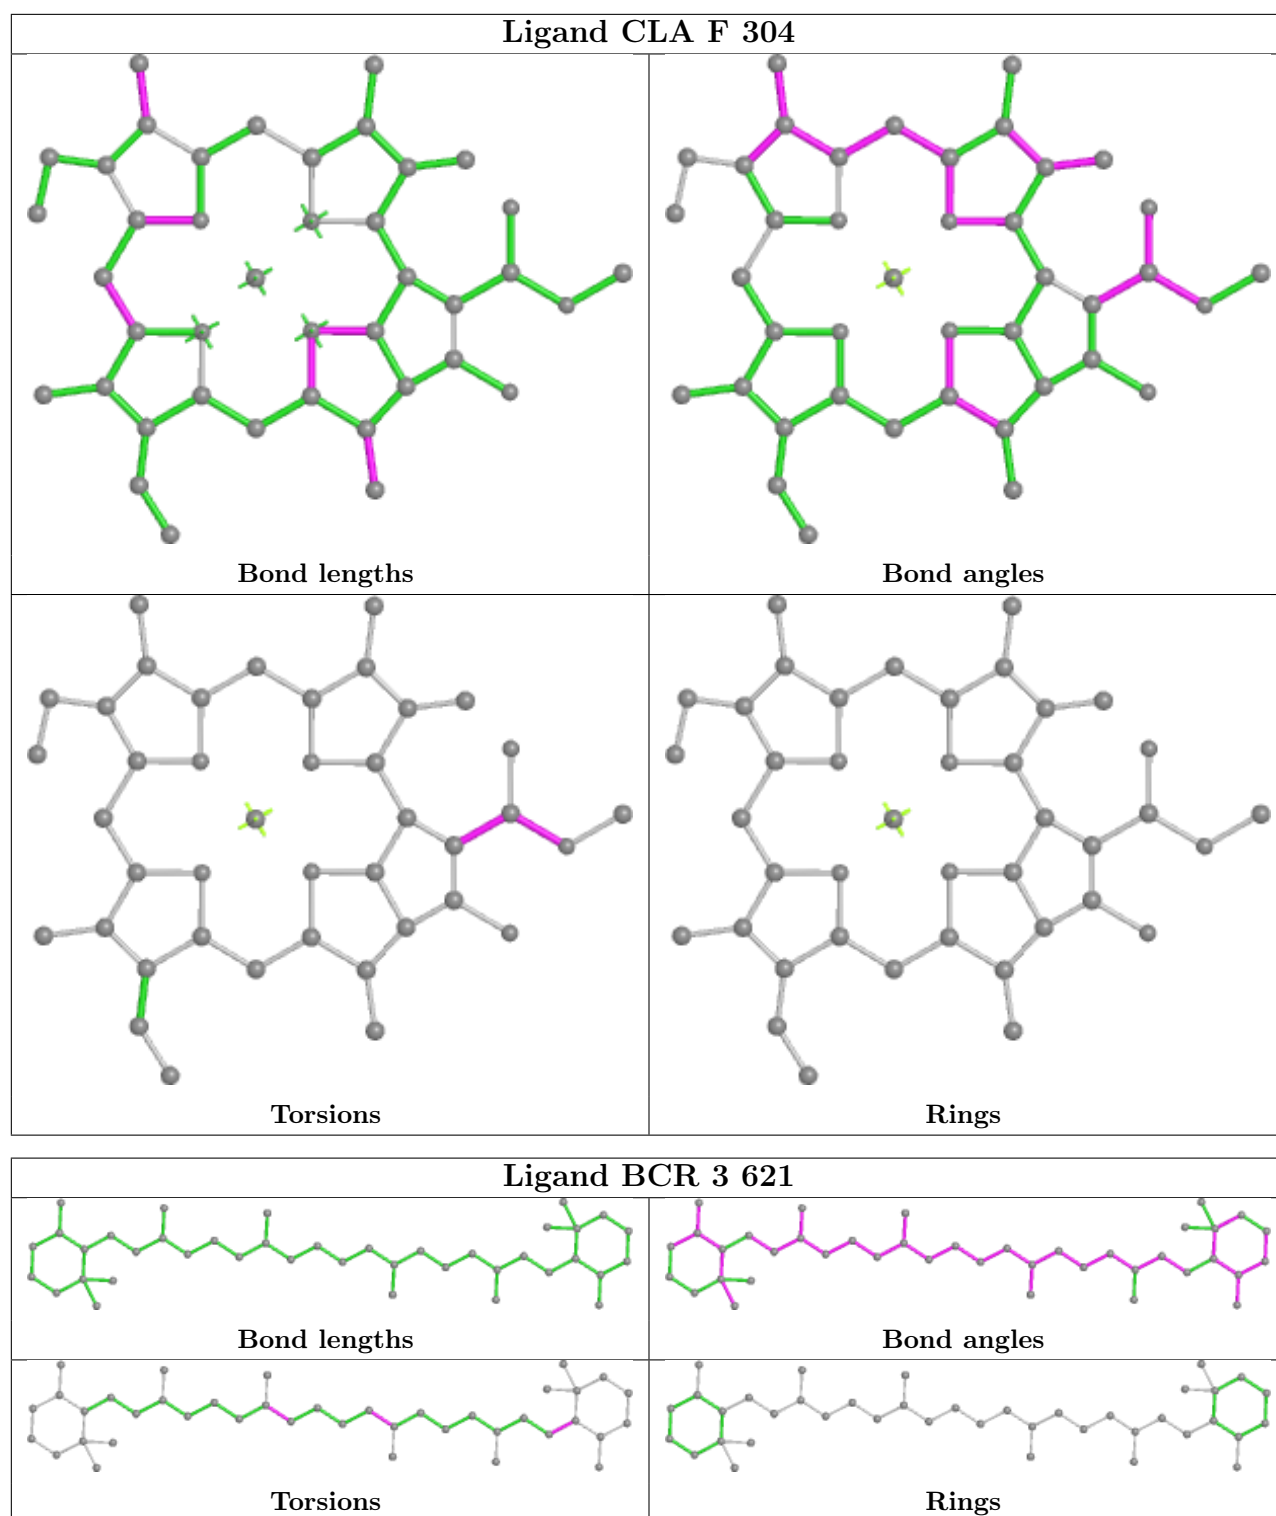 Ligand CLA F 304
Bond lengths
Bond angles
Torsions
Rings
Ligand BCR 3 621
Bond lengths
Bond angles
Torsions
Rings